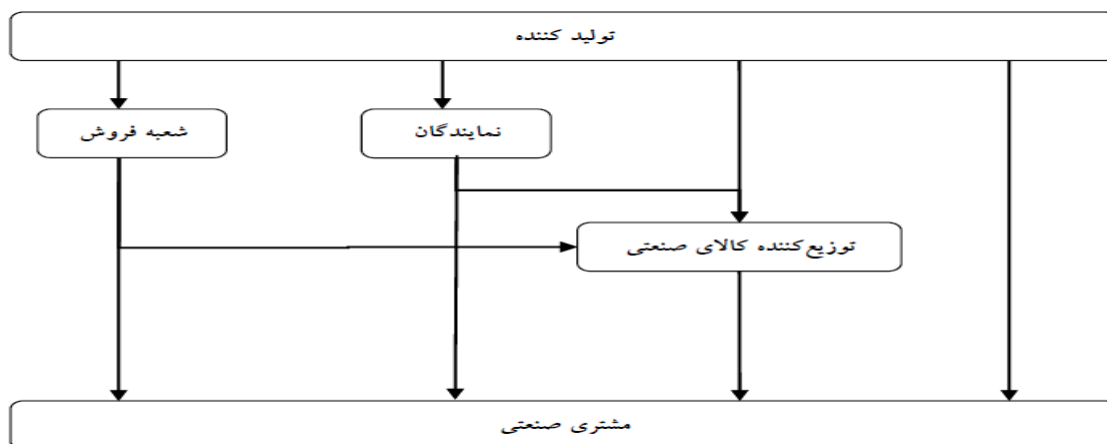 تولید کننده
نمایندگان
شعبه فروش
توزیع‌کننده کالای صنعتی
مشتری صنعتی